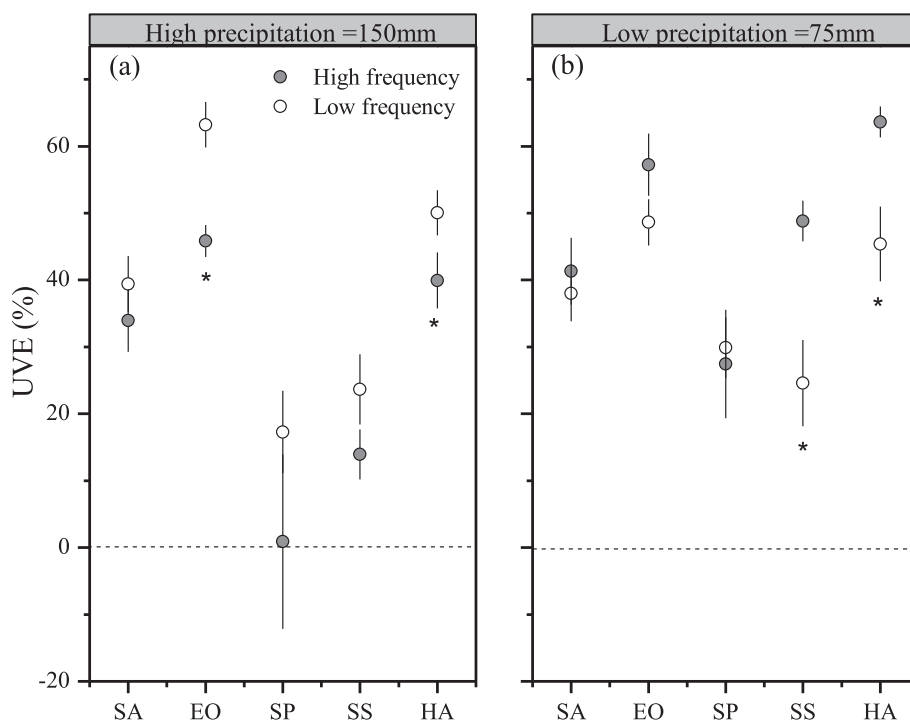 High precipitation =150mm
Low precipitation =75mm
(a)
High frequency
Low frequency
(b)
UVE (%)
60
40
20
0
-20
*
*
*
*
SA EO SP SS HA
SA EO SP SS HA